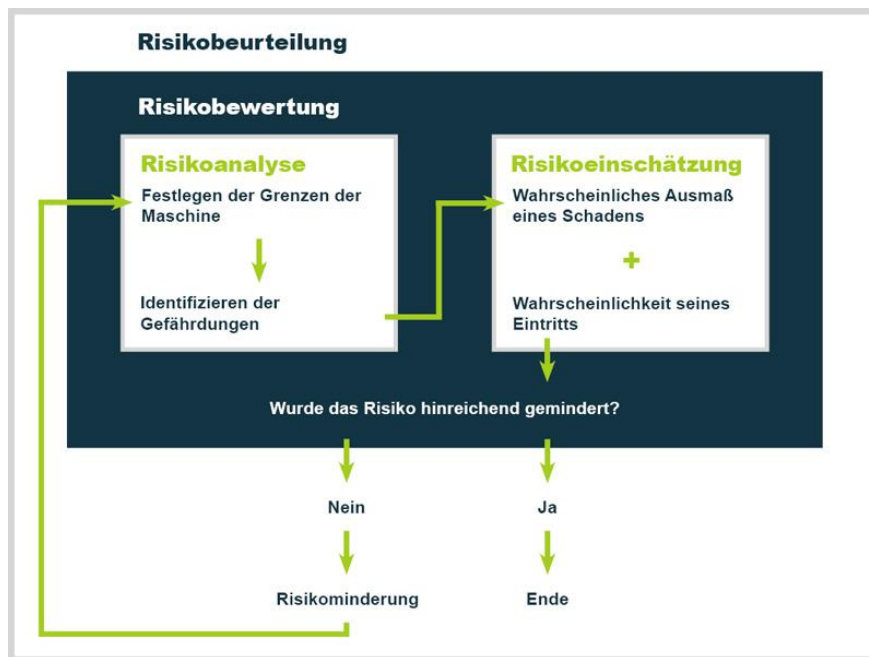 Risikobeurteilung
Risikobewertung
Risikoanalyse
Festlegen der Grenzen der
Maschine
Identifizieren der
Gefährdungen
Risikoeinschätzung
Wahrscheinliches Ausmaß
eines Schadens
+
Wahrscheinlichkeit seines
Eintritts
Wurde das Risiko hinreichend gemindert?
Nein
Ja
Risikominderung
Ende